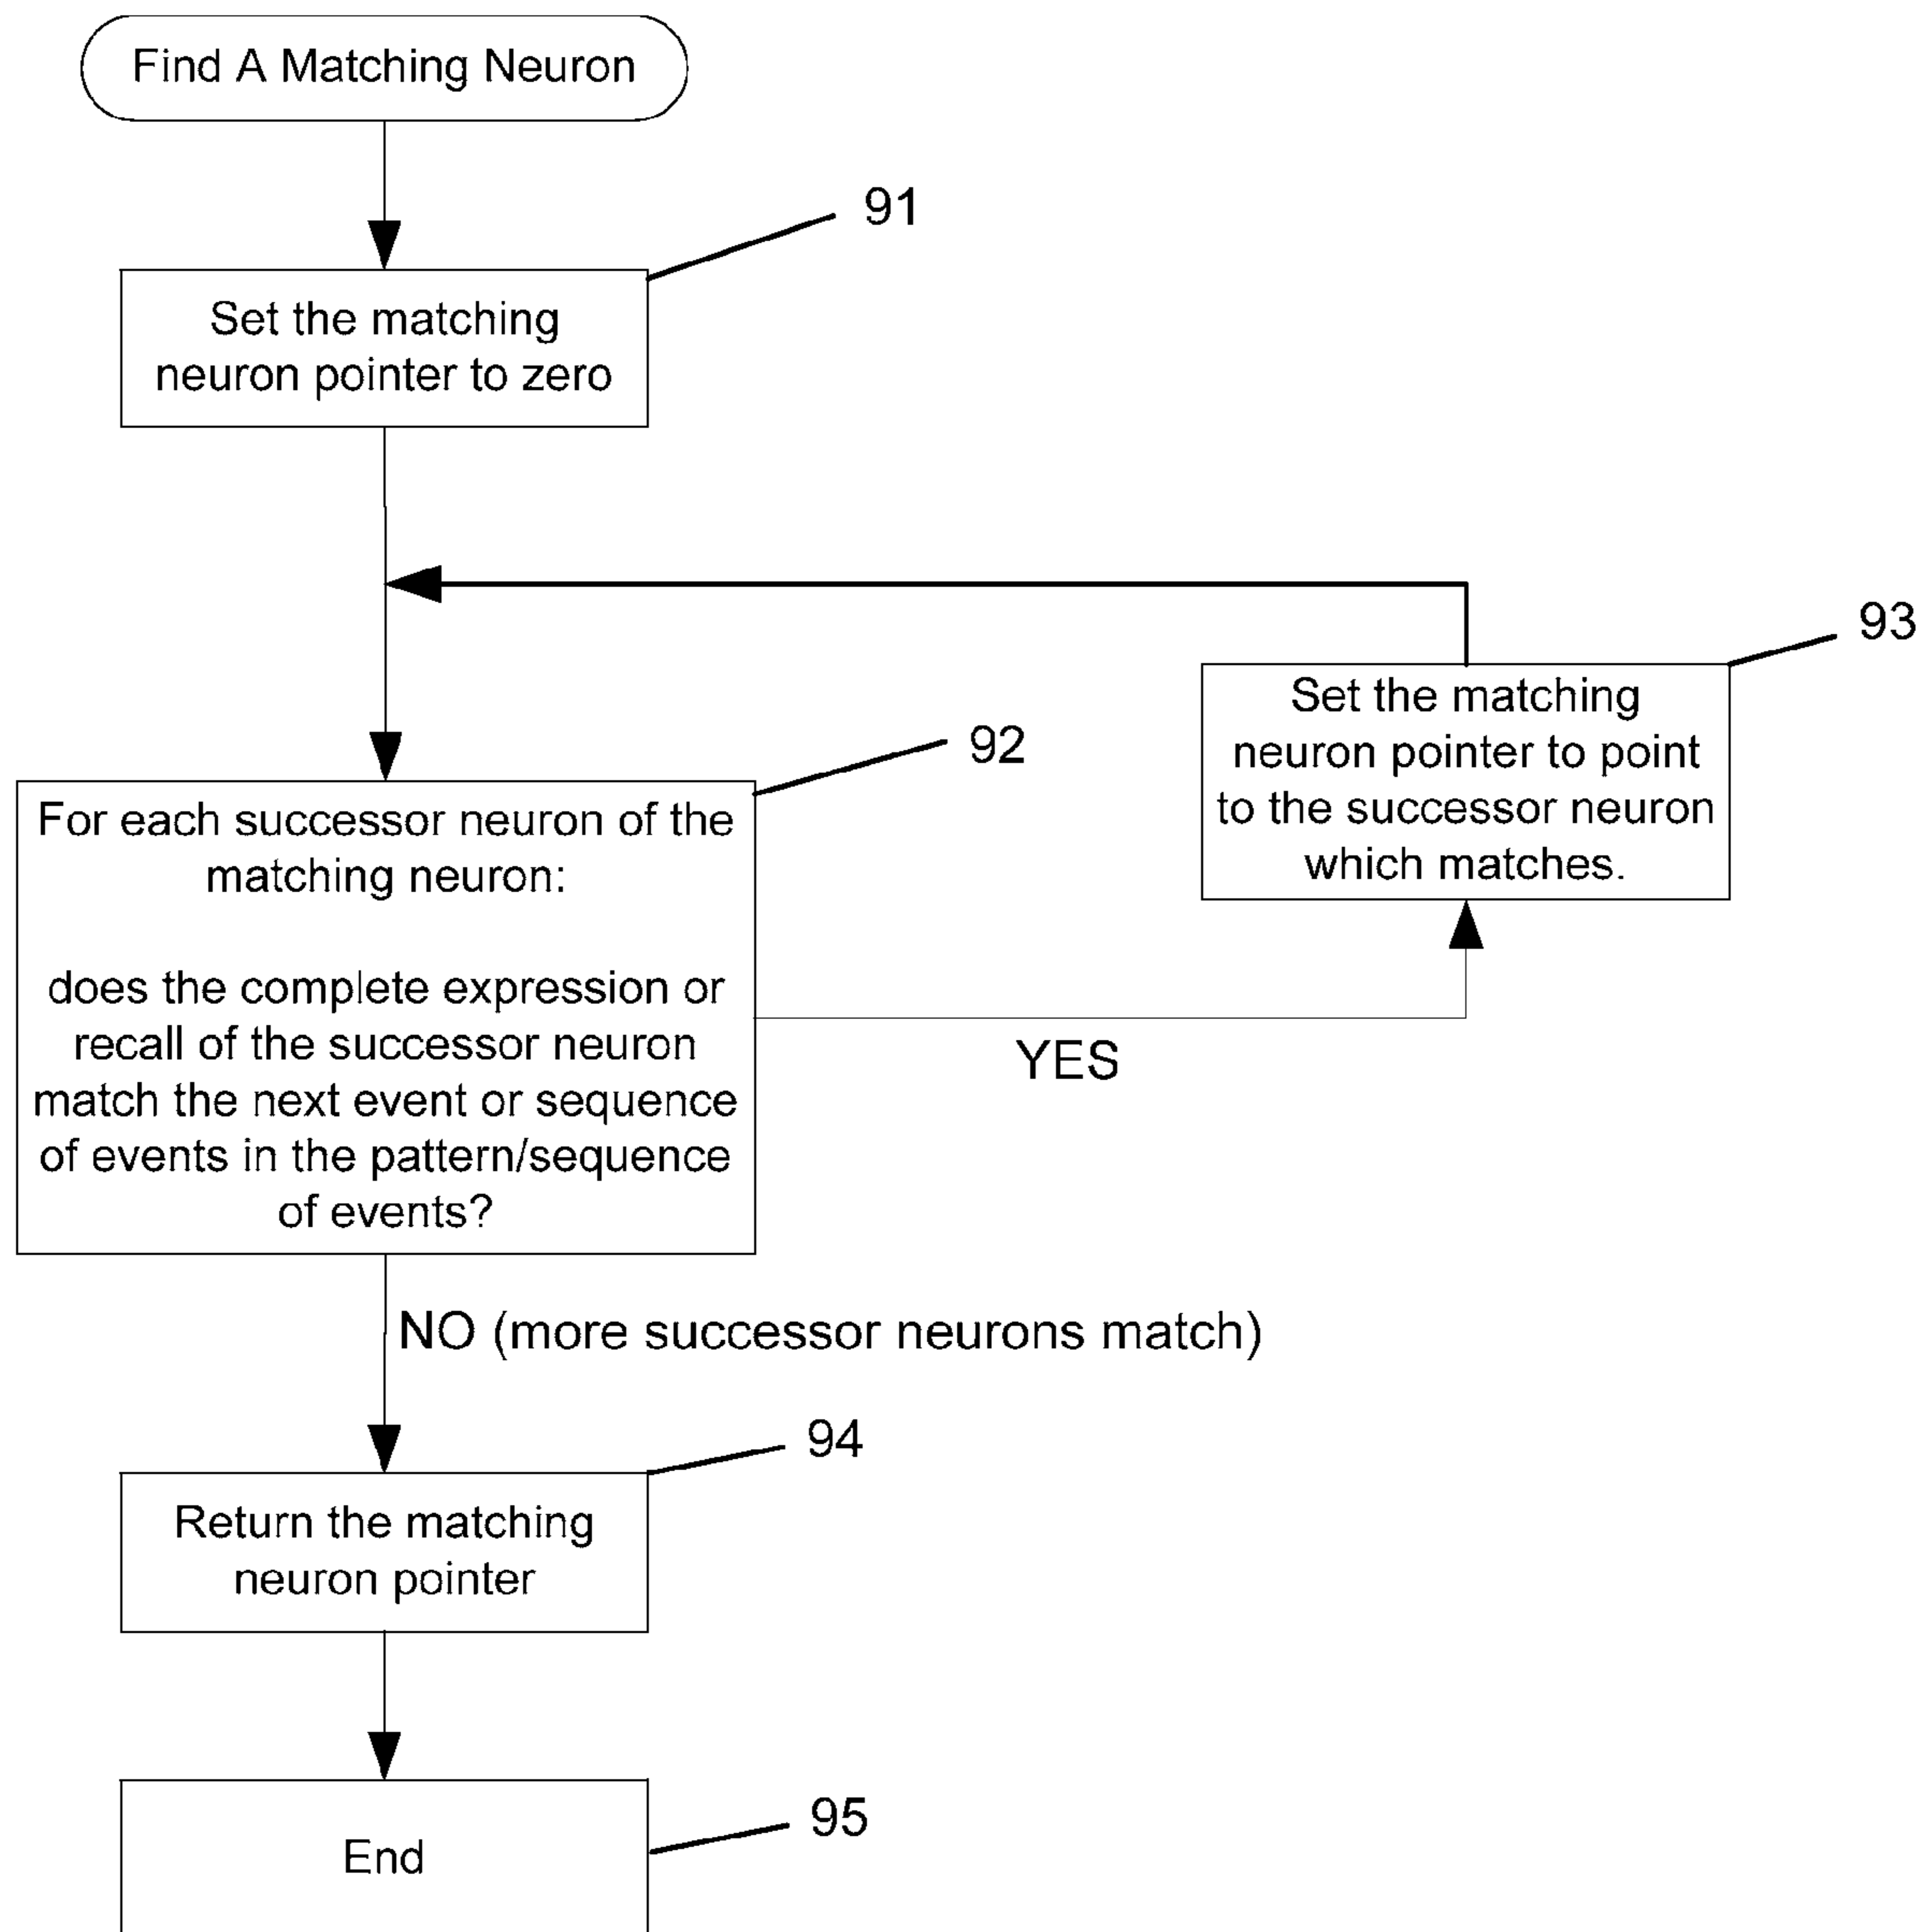 Find A Matching Neuron
91
Set the matching
neuron pointer to zero
93
Set the matching
neuron pointer to point
to the successor neuron
which matches.
92
For each successor neuron of the
matching neuron:
does the complete expression or
recall of the successor neuron
match the next event or sequence
of events in the pattern/sequence
of events?
YES
NO (more successor neurons match)
94
Return the matching
neuron pointer
95
End